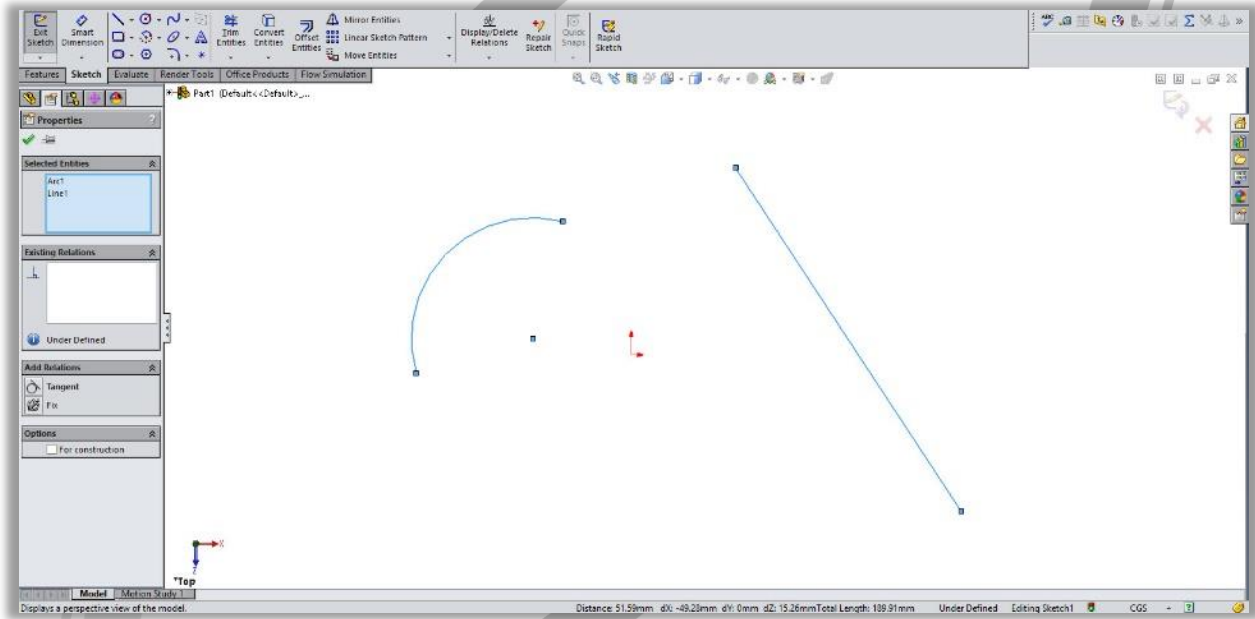 Exit Sketch
Smart Dimension
Trim Entities
Convert Entities
Offset Entities
Mirror Entities
Linear Sketch Pattern
Move Entities
Display/Delete Relations
Repair Sketch
Quick Snaps
Rapid Sketch
Features Sketch Evaluate Render Tools Office Products Flow Simulation
Part1 (Default<<Default>_...
Properties ?
Selected Entities
Arc1
Line1
Existing Relations
Under Defined
Add Relations
Tangent
Fix
Options
For construction
X
Z
*Top
Model Motion Study 1
Displays a perspective view of the model.
Distance: 51.59mm dX: -49.28mm dY: 0mm dZ: 15.26mmTotal Length: 189.91mm Under Defined Editing Sketch1 CGS